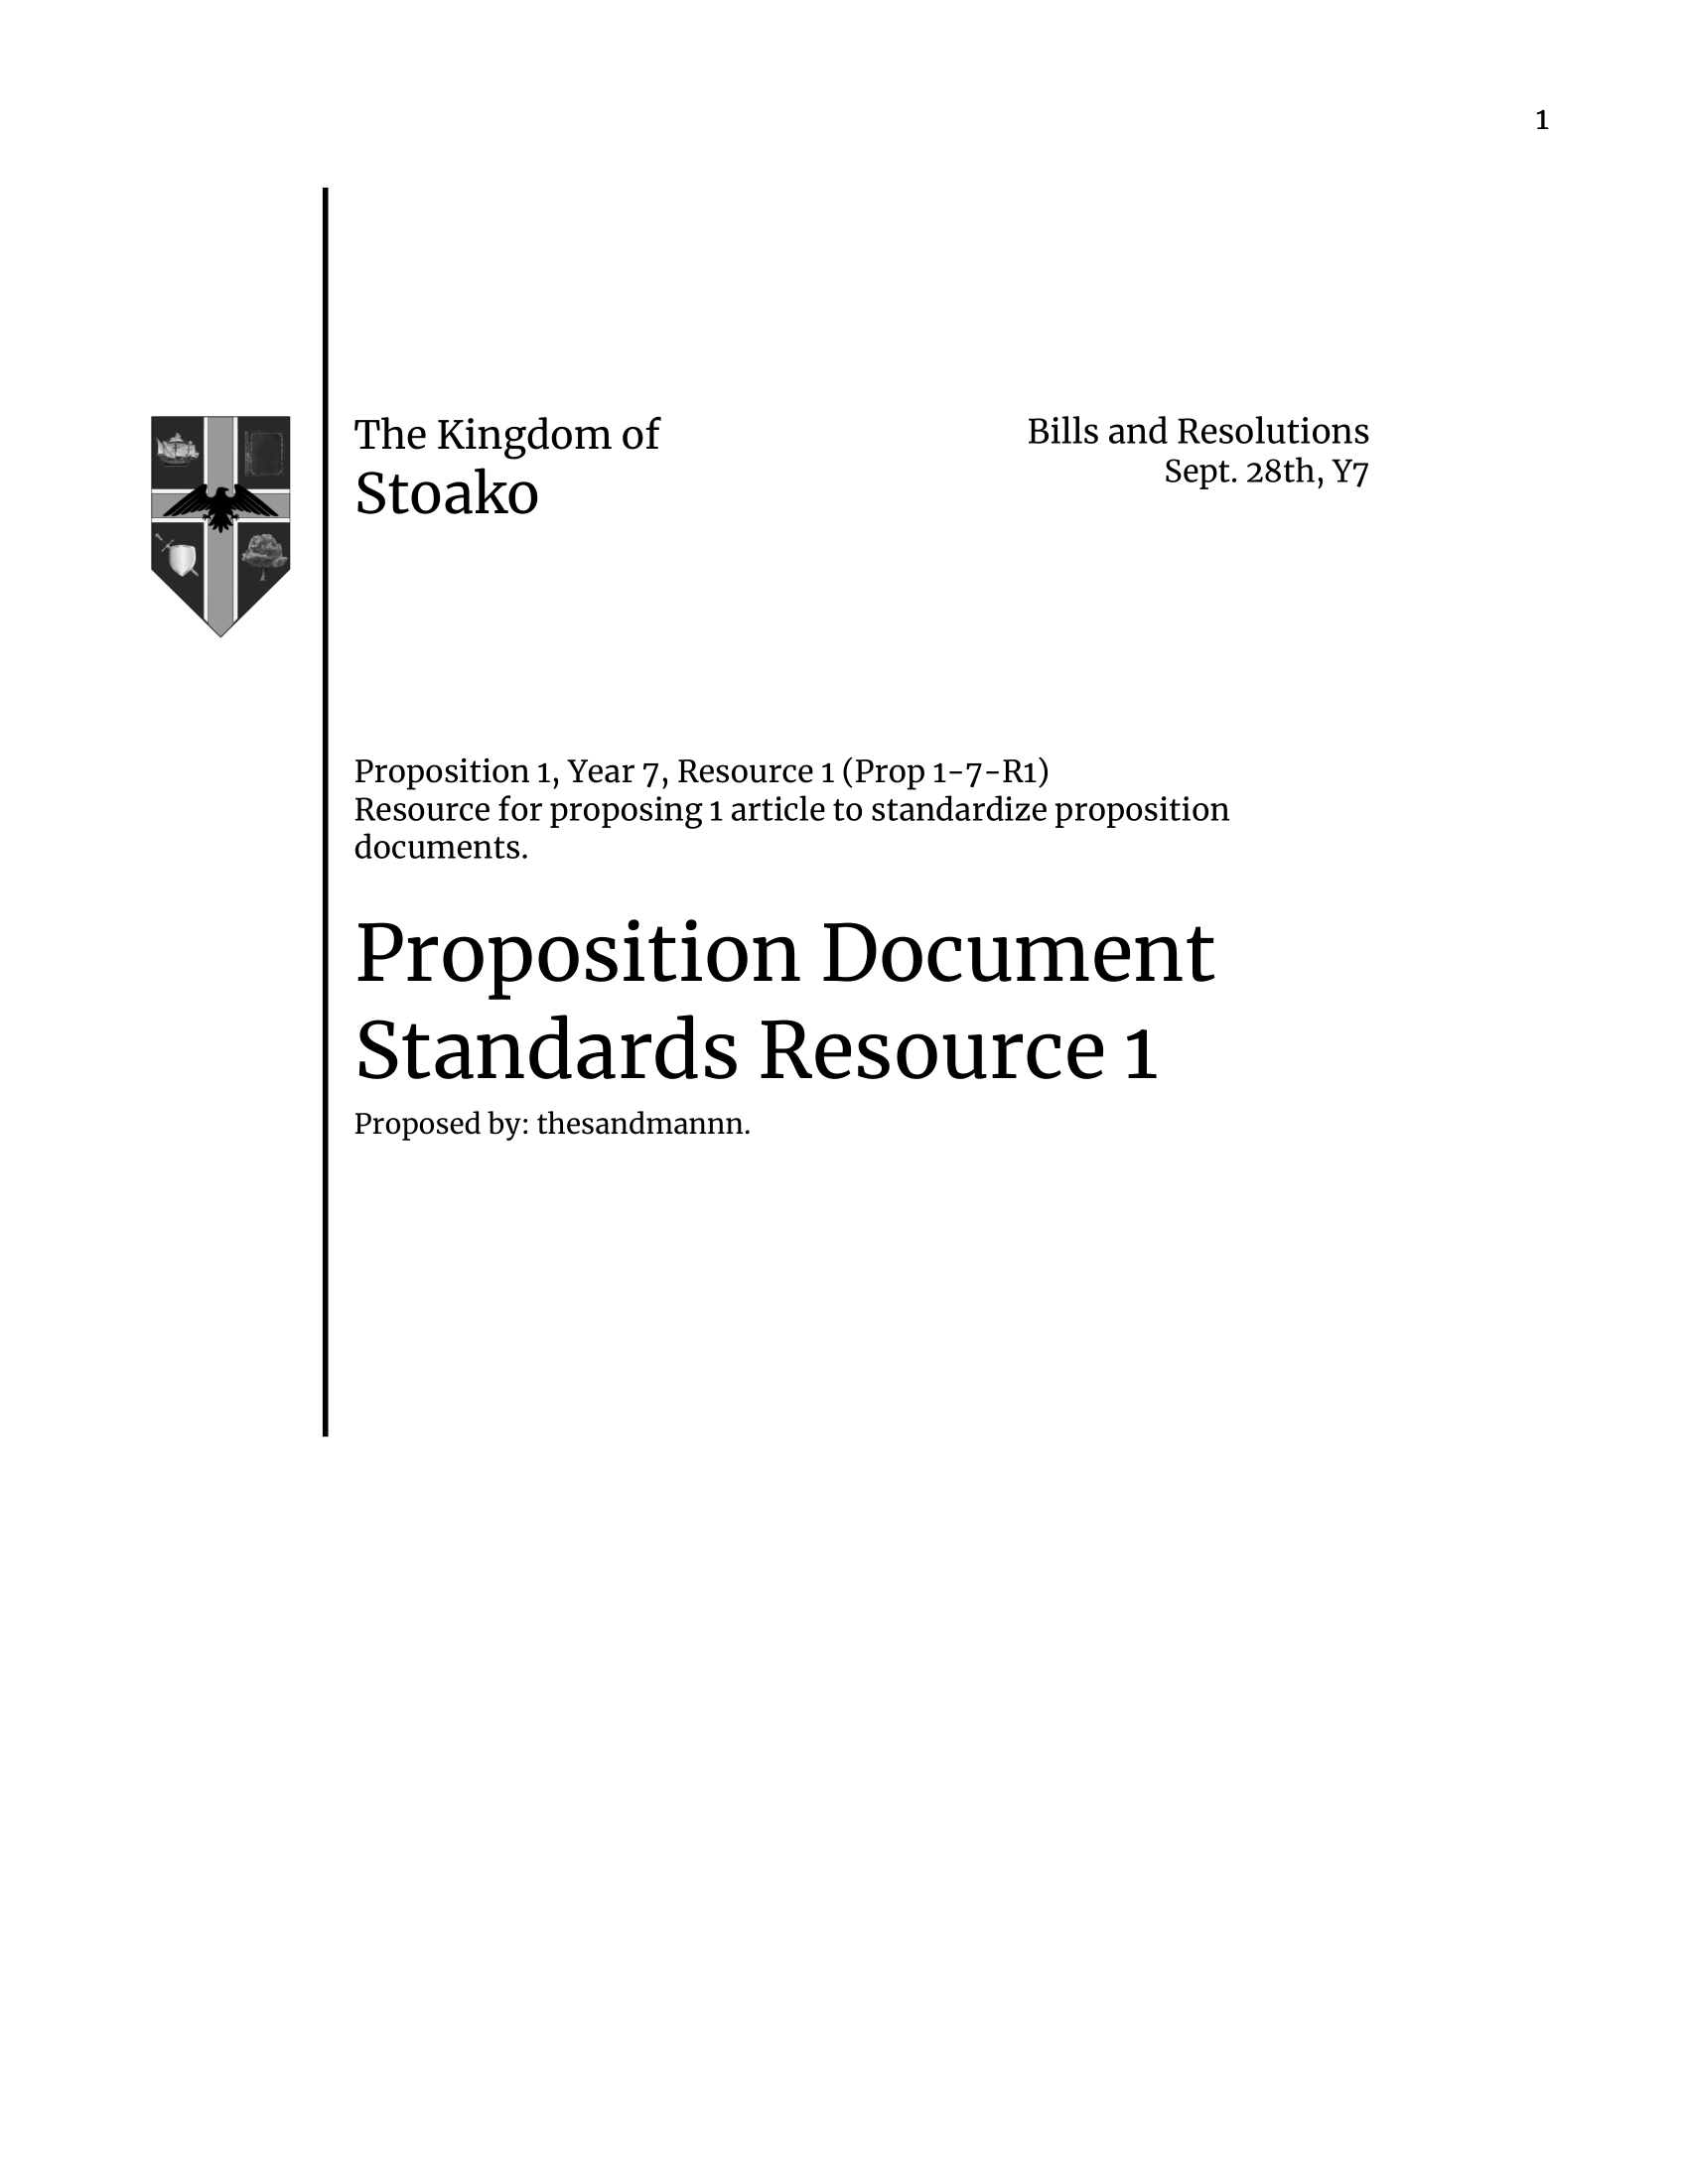 1
The Kingdom of
Stoako
Bills and Resolutions
Sept. 28th, Y7
Proposition 1, Year 7, Resource 1 (Prop 1-7-R1)
Resource for proposing 1 article to standardize proposition
documents.
Proposition Document
Standards Resource 1
Proposed by: thesandmannn.